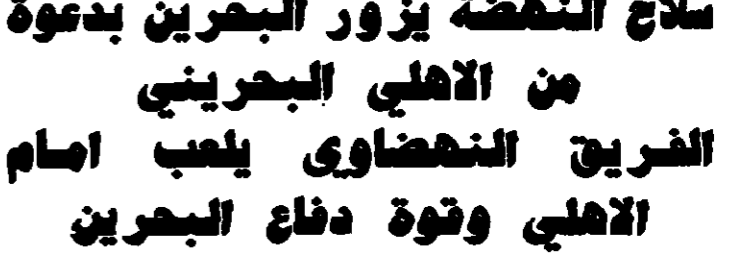 سلاح النهضة يزور البحرين بدعوة
من الاهلي البحريني
الفريق النهضاوى يلعب امام
الاهلي وقوة دفاع البحرين